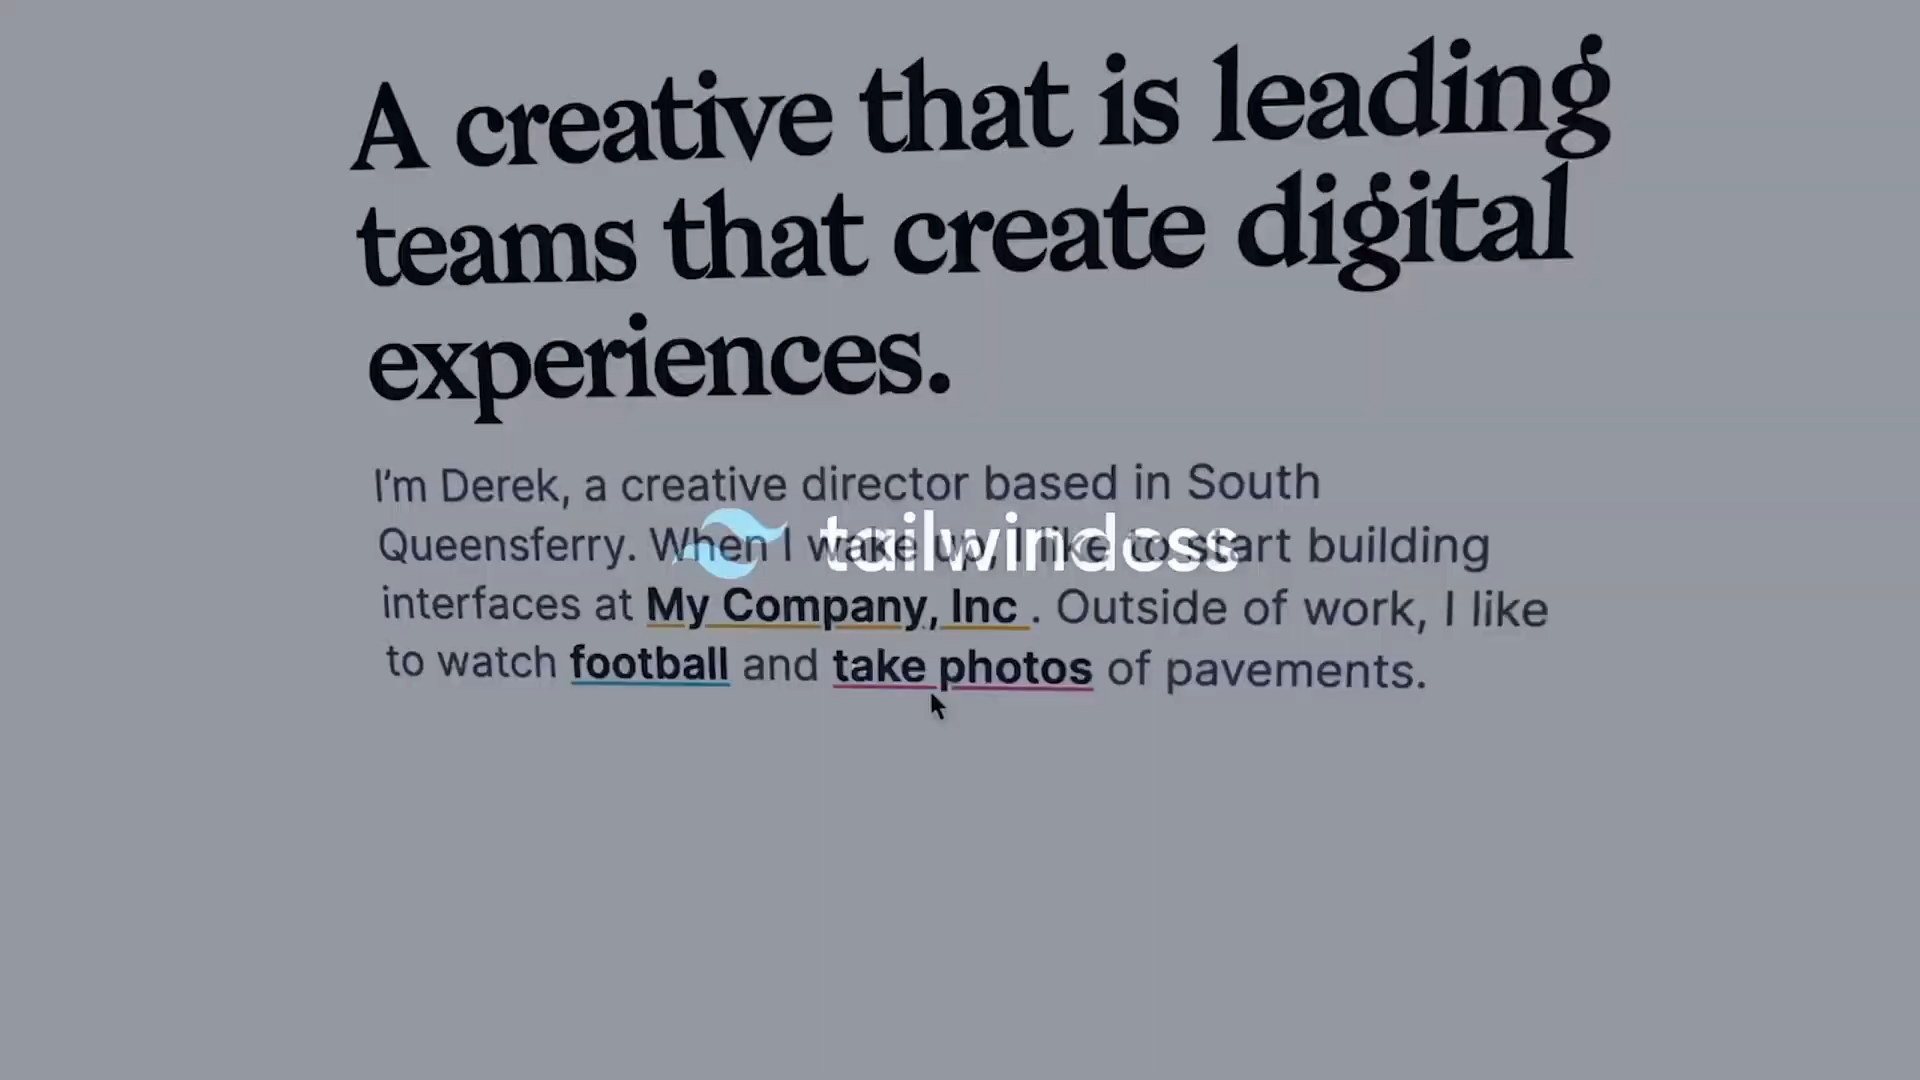 A creative that is leading
teams that create digital
experiences.
I’m Derek, a creative director based in South
Queensferry. When I wake up, I like to start building
tailwindcss
interfaces at My Company, Inc . Outside of work, I like
to watch football and take photos of pavements.